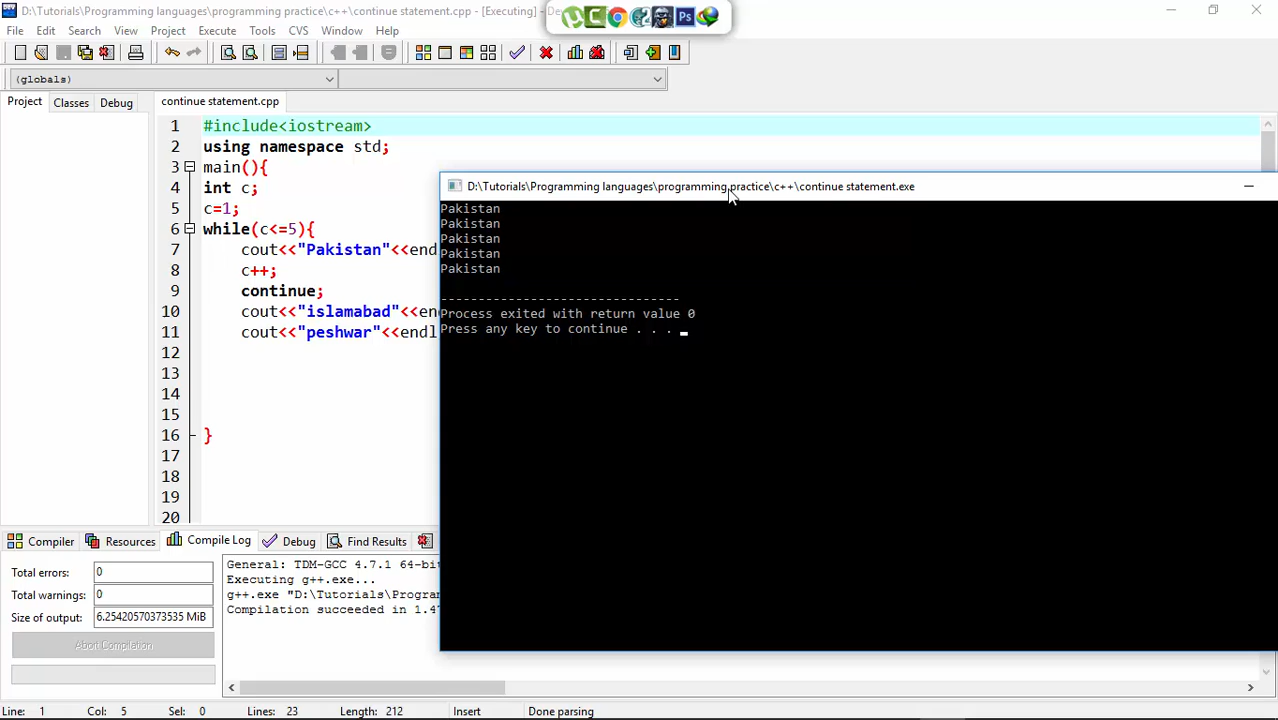 D:\Tutorials\Programming languages\programming practice\c++\continue statement.cpp - [Executing] - De
File Edit Search View Project Execute Tools CVS Window Help
(globals)
Project Classes Debug continue statement.cpp
1 #include<iostream>
2 using namespace std;
3 main(){
4 int c;
5 c=1;
6 while(c<=5){
7 cout<<"Pakistan"<<end
8 c++;
9 continue;
10 cout<<"islamabad"<<en
11 cout<<"peshwar"<<endl
12
13
14
15
16 }
17
18
19
20
D:\Tutorials\Programming languages\programming practice\c++\continue statement.exe
Pakistan
Pakistan
Pakistan
Pakistan
Pakistan
--------------------------------
Process exited with return value 0
Press any key to continue . . . _
Compiler Resources Compile Log Debug Find Results
Total errors: 0
Total warnings: 0
Size of output: 6.25420570373535 MiB
Abort Compilation
General: TDM-GCC 4.7.1 64-bit
Executing g++.exe...
g++.exe "D:\Tutorials\Program
Compilation succeeded in 1.4
Line: 1 Col: 5 Sel: 0 Lines: 23 Length: 212 Insert Done parsing